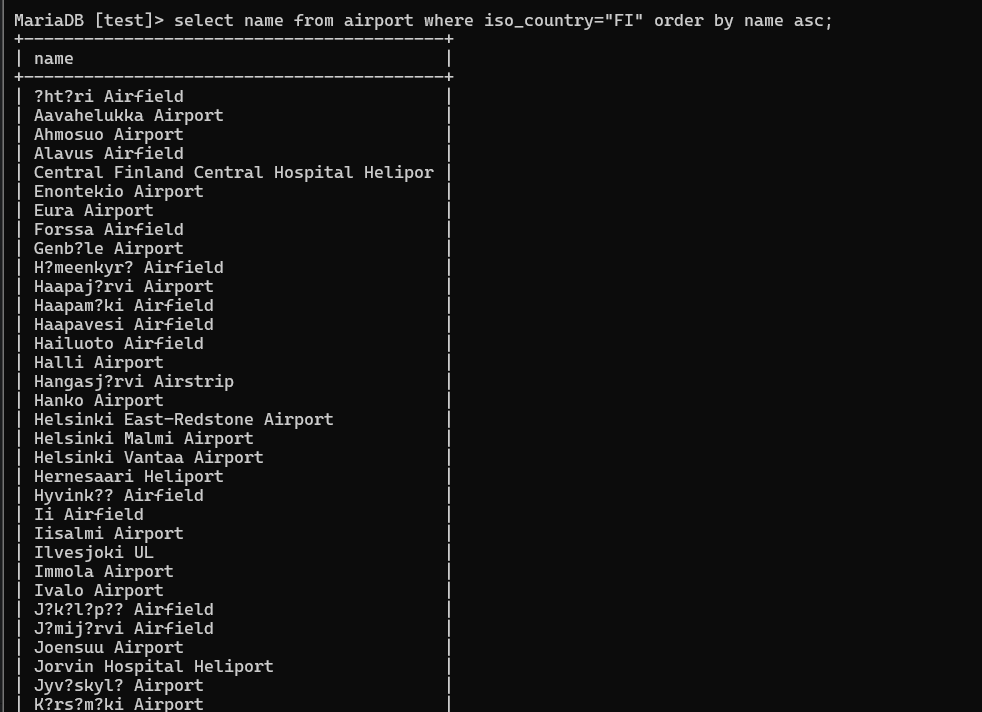 MariaDB [test]> select name from airport where iso_country="FI" order by name asc;
+------------------------------------------+
| name                                     |
+------------------------------------------+
| ?ht?ri Airfield                          |
| Aavahelukka Airport                      |
| Ahmosuo Airport                          |
| Alavus Airfield                          |
| Central Finland Central Hospital Helipor |
| Enontekio Airport                        |
| Eura Airport                             |
| Forssa Airfield                          |
| Genb?le Airport                          |
| H?meenkyr? Airfield                      |
| Haapaj?rvi Airport                       |
| Haapam?ki Airfield                       |
| Haapavesi Airfield                       |
| Hailuoto Airfield                        |
| Halli Airport                            |
| Hangasj?rvi Airstrip                     |
| Hanko Airport                            |
| Helsinki East-Redstone Airport           |
| Helsinki Malmi Airport                   |
| Helsinki Vantaa Airport                  |
| Hernesaari Heliport                      |
| Hyvink?? Airfield                        |
| Ii Airfield                              |
| Iisalmi Airport                          |
| Ilvesjoki UL                             |
| Immola Airport                           |
| Ivalo Airport                            |
| J?k?l?p?? Airfield                       |
| J?mij?rvi Airfield                       |
| Joensuu Airport                          |
| Jorvin Hospital Heliport                 |
| Jyv?skyl? Airport                        |
| K?rs?m?ki Airport                        |